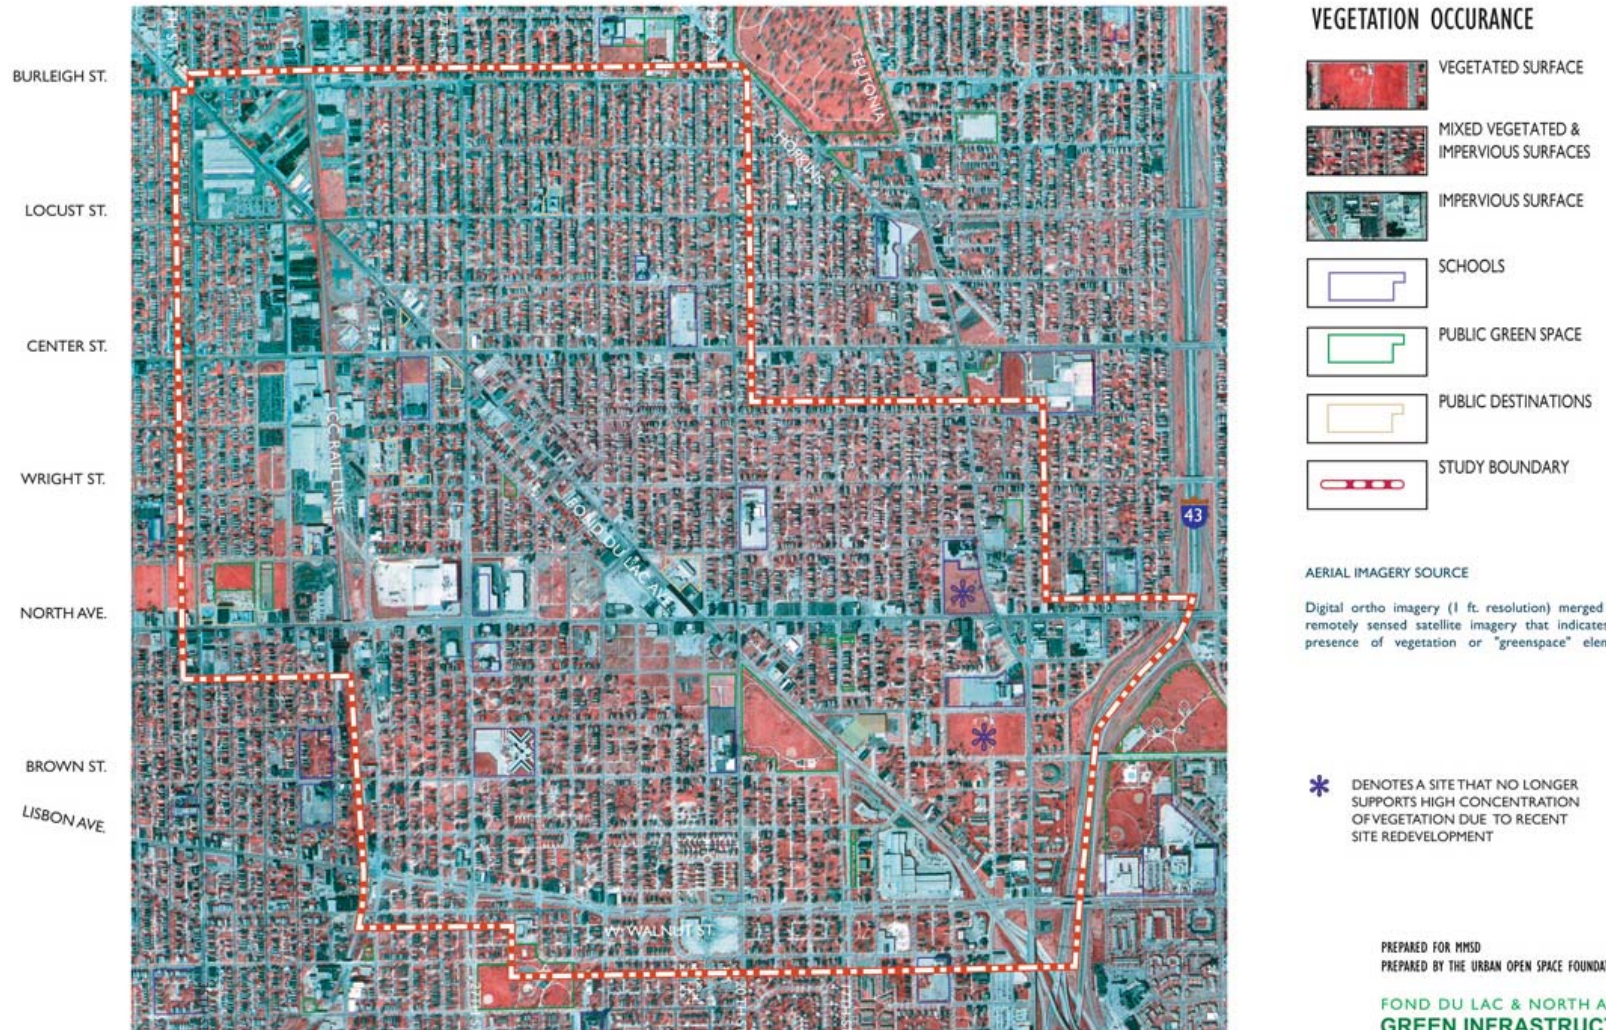 VEGETATION OCCURANCE
BURLEIGH ST.
LOCUST ST.
CENTER ST.
WRIGHT ST.
NORTH AVE.
BROWN ST.
LISBON AVE.
TEUTONIA
HOPKINS
RAIL LINE
FOND DU LAC AVE.
W. WALNUT ST.
43
VEGETATED SURFACE
MIXED VEGETATED &
IMPERVIOUS SURFACES
IMPERVIOUS SURFACE
SCHOOLS
PUBLIC GREEN SPACE
PUBLIC DESTINATIONS
STUDY BOUNDARY
AERIAL IMAGERY SOURCE
Digital ortho imagery (1 ft. resolution) merged
remotely sensed satellite imagery that indicates
presence of vegetation or "greenspace" elem
DENOTES A SITE THAT NO LONGER
SUPPORTS HIGH CONCENTRATION
OF VEGETATION DUE TO RECENT
SITE REDEVELOPMENT
PREPARED FOR MMSD
PREPARED BY THE URBAN OPEN SPACE FOUNDAT
FOND DU LAC & NORTH A
GREEN INFRASTRUCT